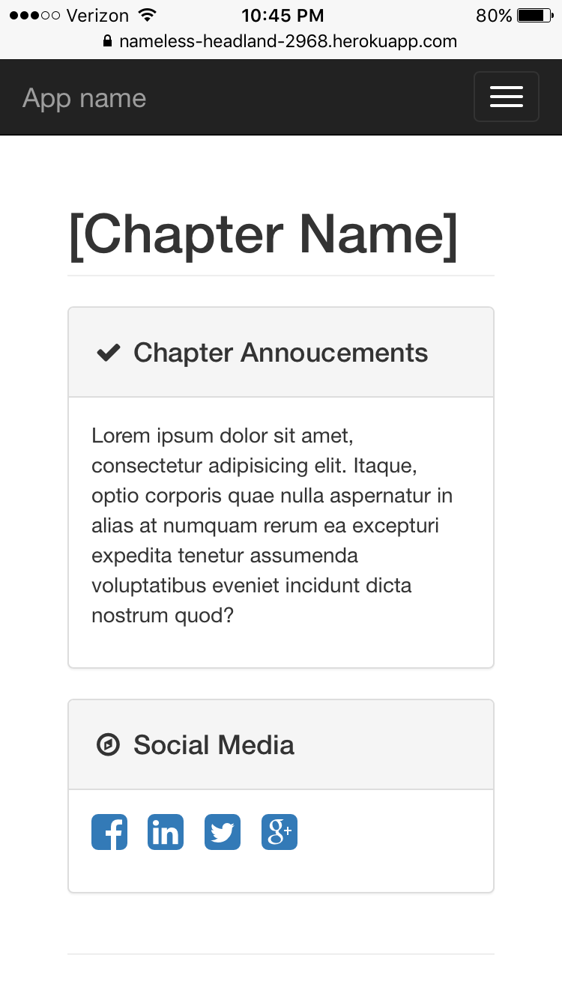 Verizon 10:45 PM 80%
nameless-headland-2968.herokuapp.com
App name
[Chapter Name]
Chapter Annoucements
Lorem ipsum dolor sit amet,
consectetur adipisicing elit. Itaque,
optio corporis quae nulla aspernatur in
alias at numquam rerum ea excepturi
expedita tenetur assumenda
voluptatibus eveniet incidunt dicta
nostrum quod?
Social Media
f in g+